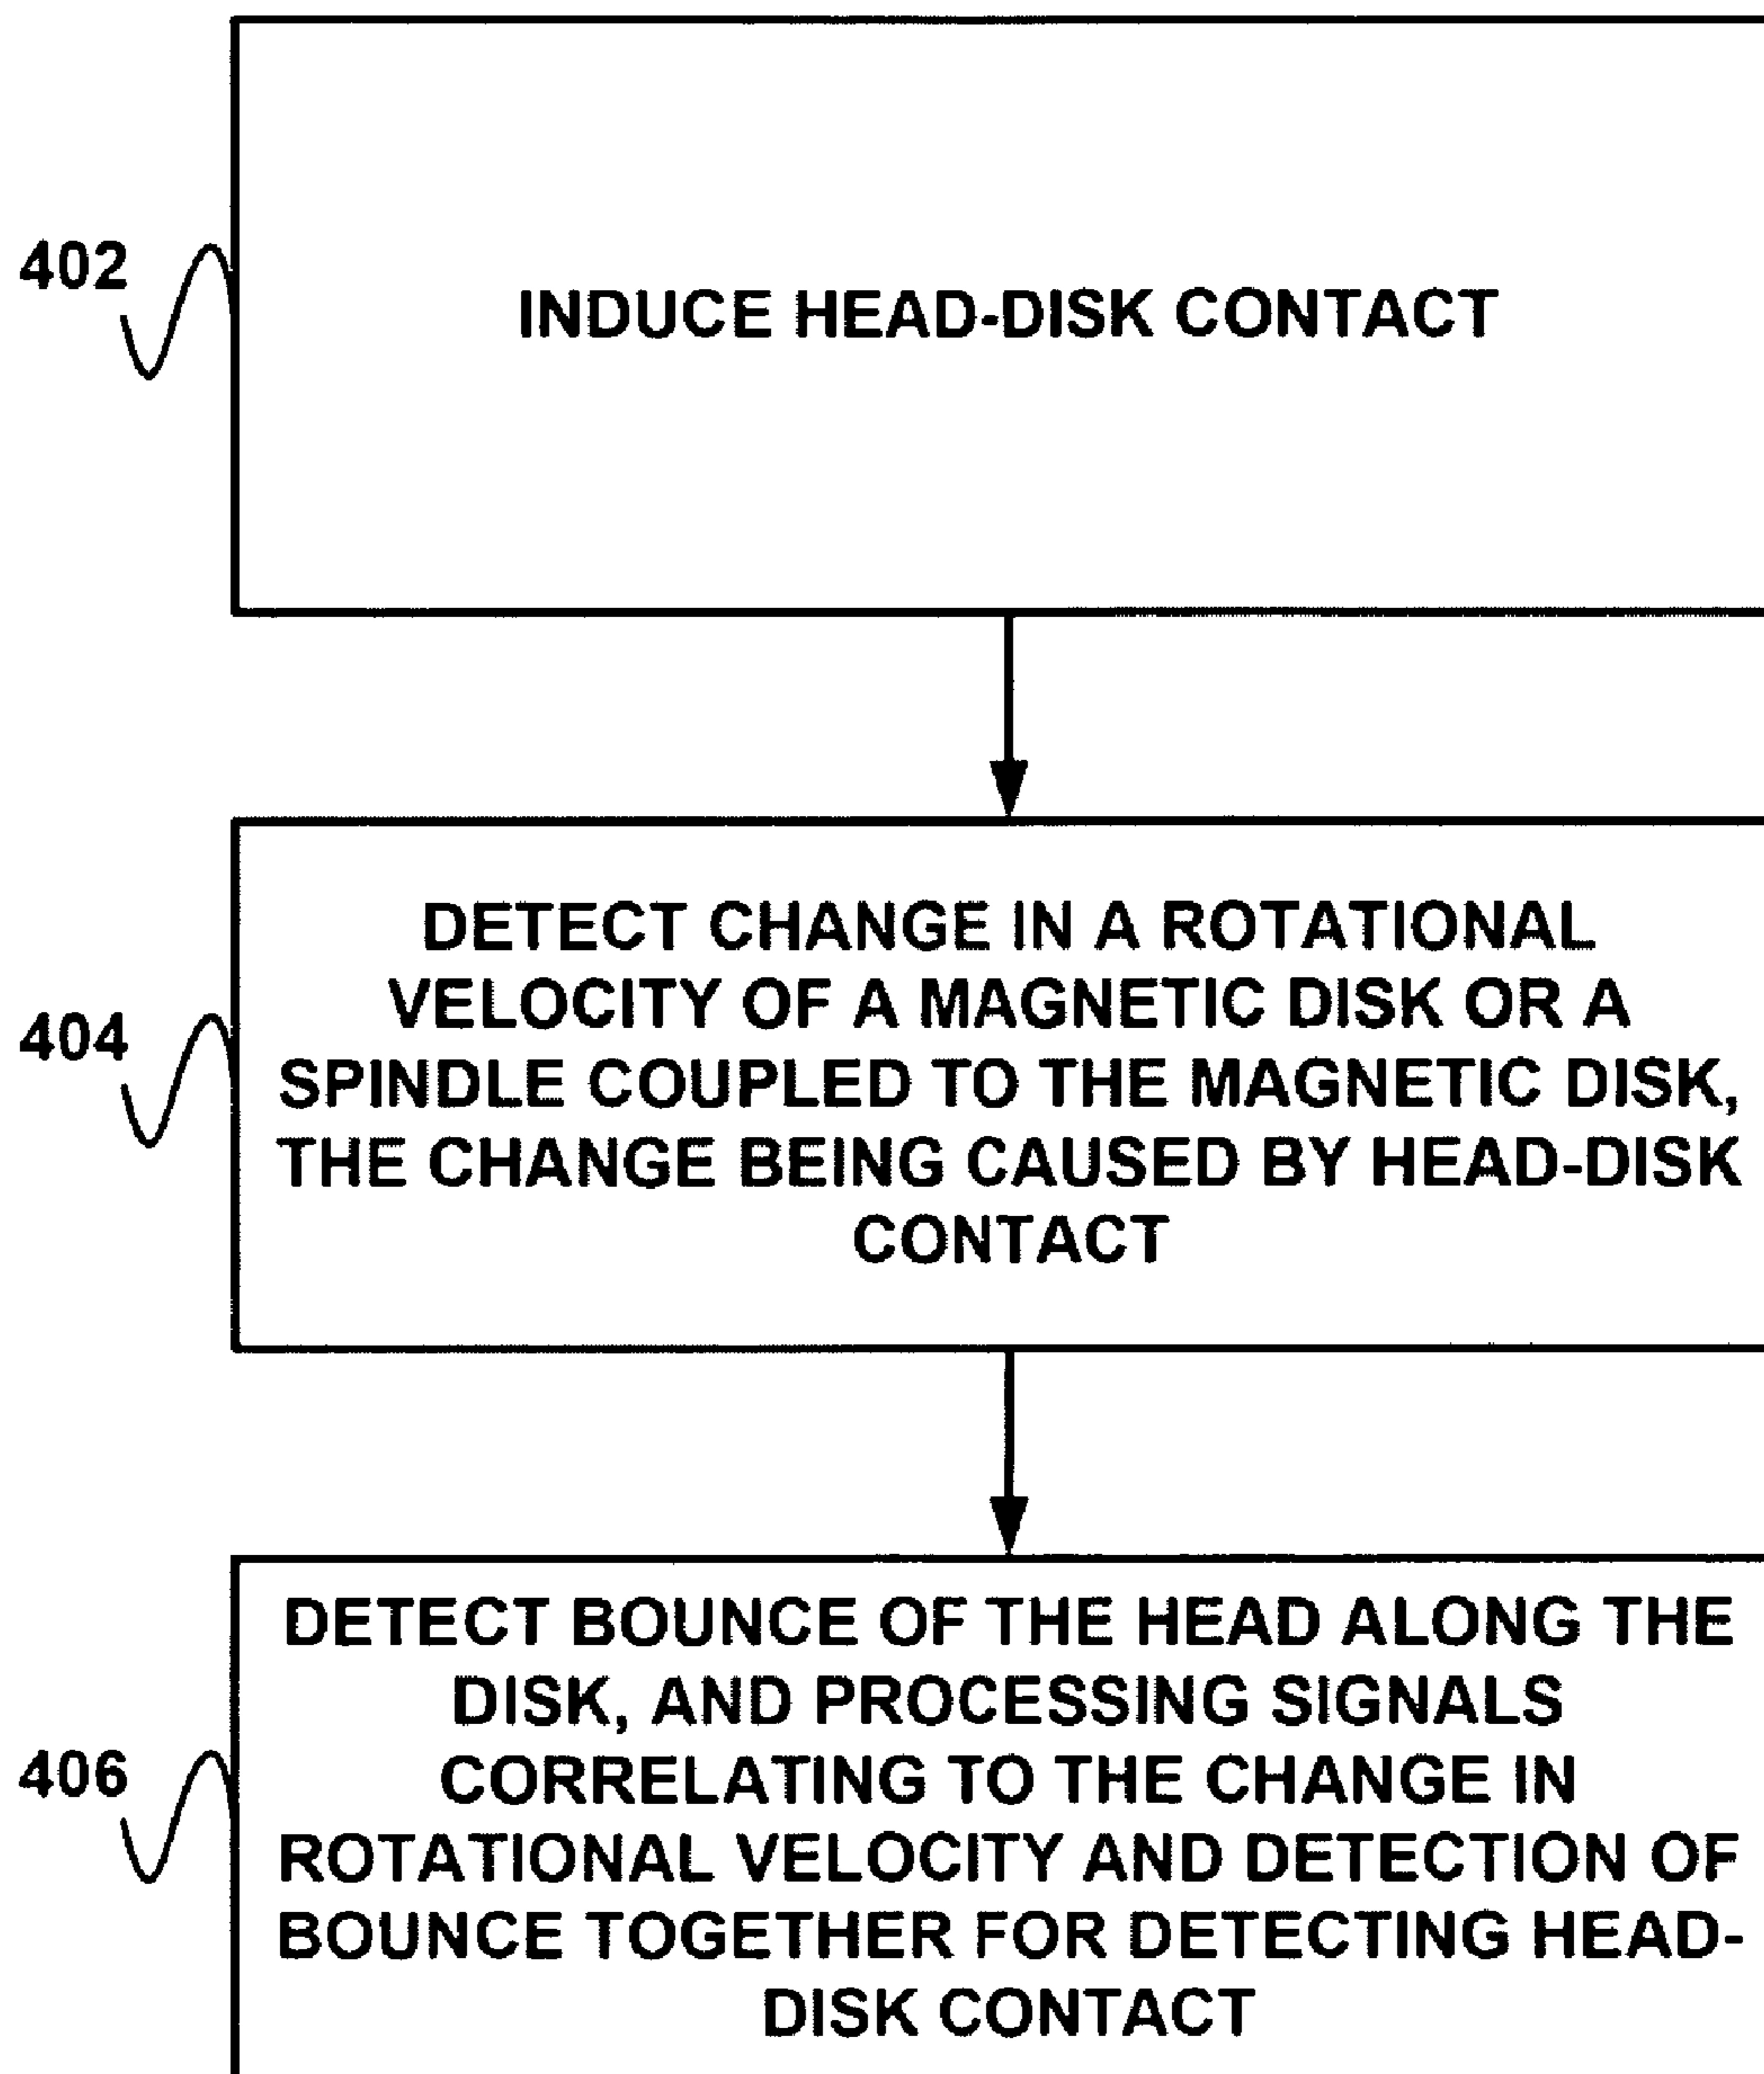 402
INDUCE HEAD-DISK CONTACT
404
DETECT CHANGE IN A ROTATIONAL
VELOCITY OF A MAGNETIC DISK OR A
SPINDLE COUPLED TO THE MAGNETIC DISK,
THE CHANGE BEING CAUSED BY HEAD-DISK
CONTACT
406
DETECT BOUNCE OF THE HEAD ALONG THE
DISK, AND PROCESSING SIGNALS
CORRELATING TO THE CHANGE IN
ROTATIONAL VELOCITY AND DETECTION OF
BOUNCE TOGETHER FOR DETECTING HEAD-
DISK CONTACT